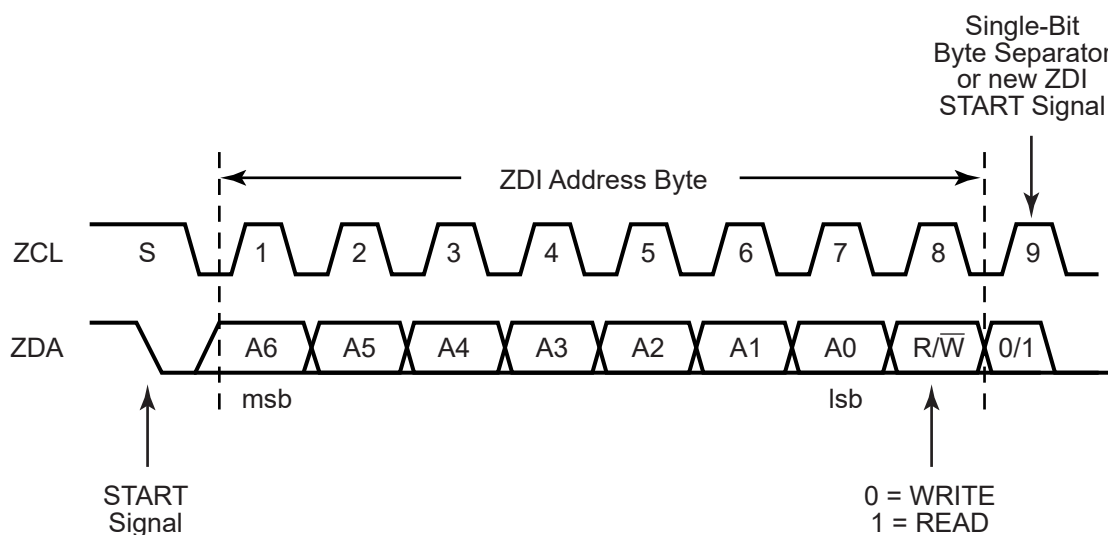 Single-Bit
Byte Separator
or new ZDI
START Signal
ZDI Address Byte
ZCL S 1 2 3 4 5 6 7 8 9
ZDA A6 A5 A4 A3 A2 A1 A0 R/W̅ 0/1
msb lsb
START
Signal
0 = WRITE
1 = READ